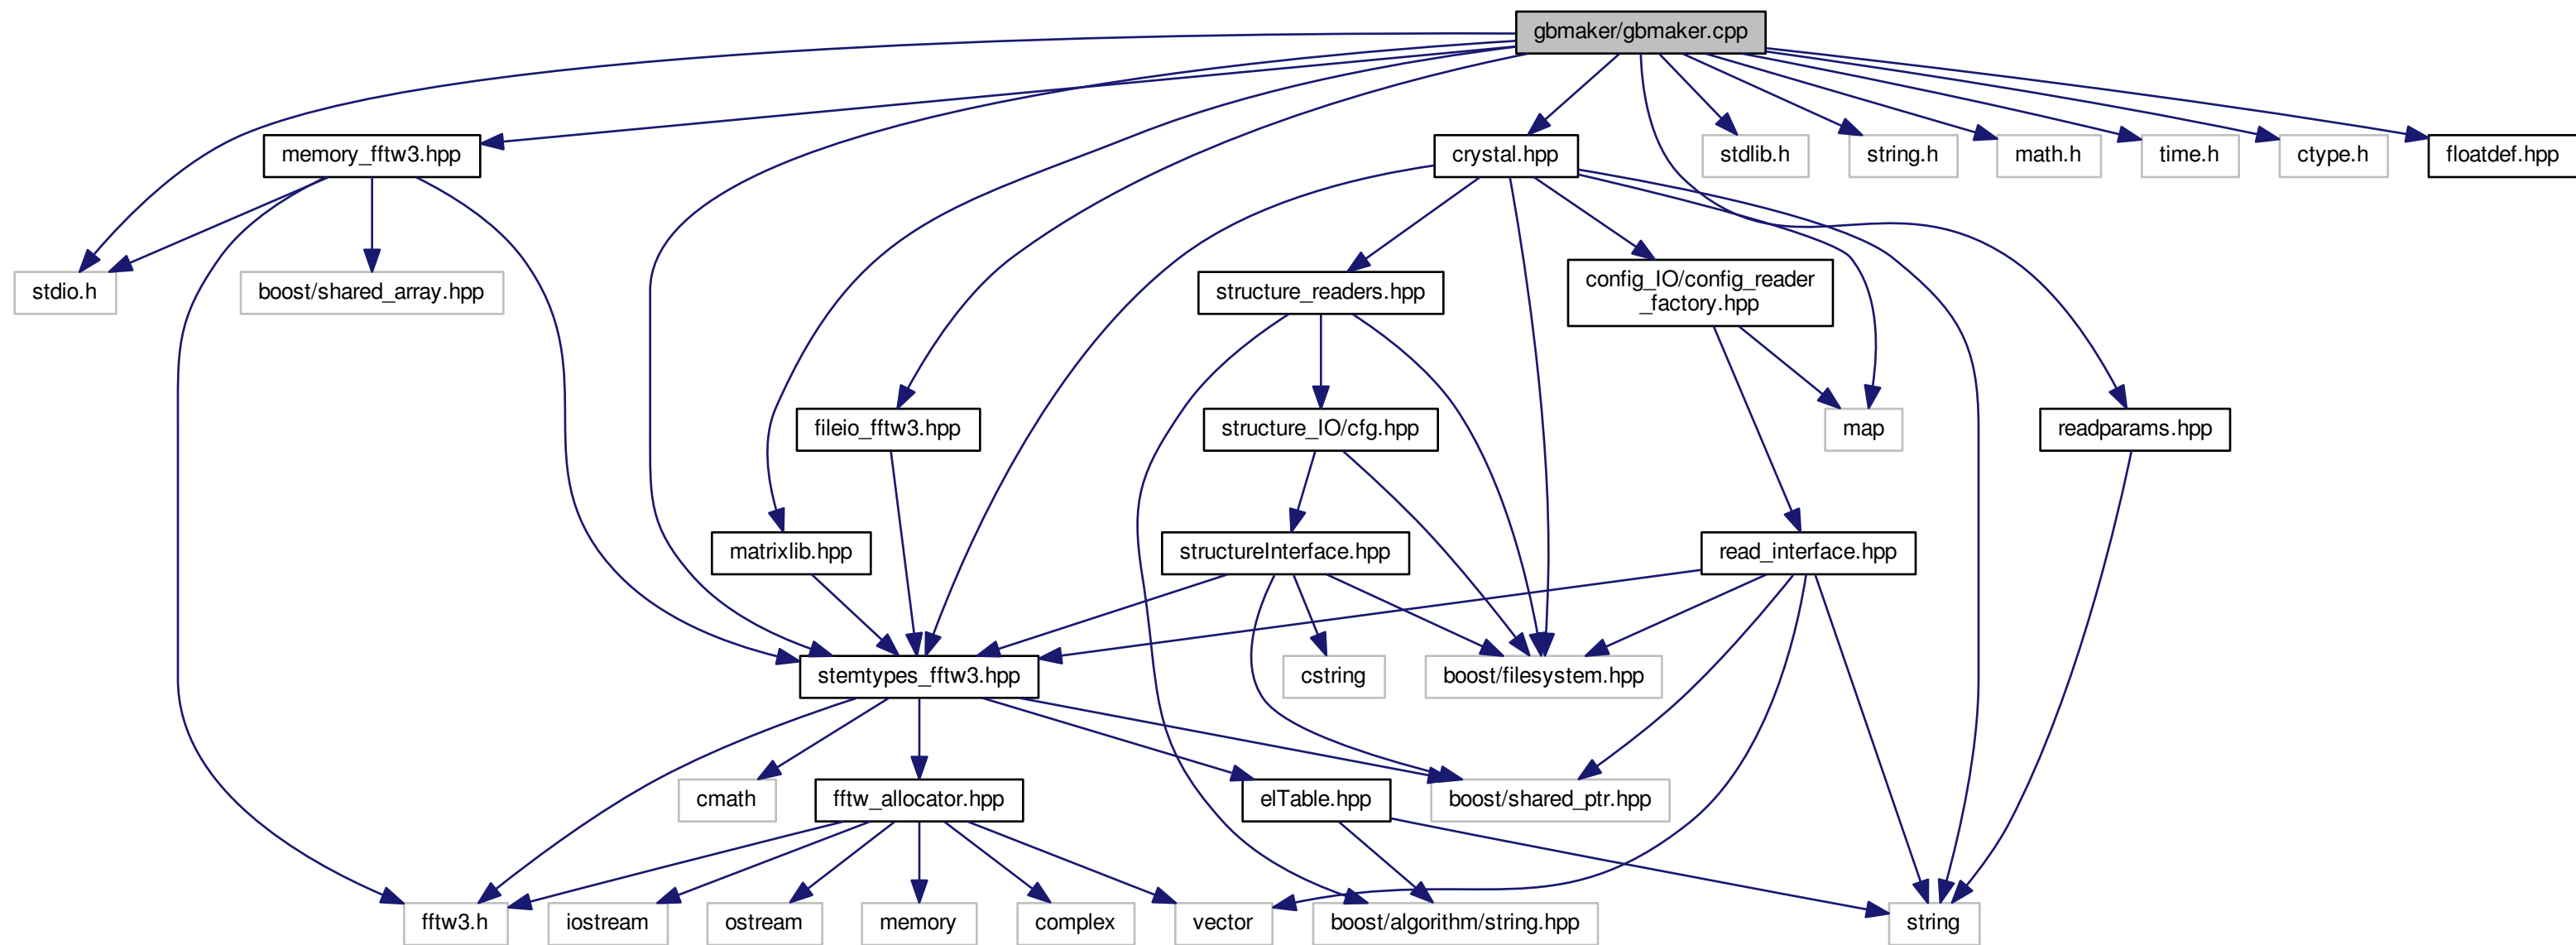 gbmaker/gbmaker.cpp
memory_fftw3.hpp
crystal.hpp
stdlib.h
string.h
math.h
time.h
ctype.h
floatdef.hpp
stdio.h
boost/shared_array.hpp
structure_readers.hpp
config_IO/config_reader
_factory.hpp
fileio_fftw3.hpp
structure_IO/cfg.hpp
map
readparams.hpp
matrixlib.hpp
structureInterface.hpp
read_interface.hpp
stemtypes_fftw3.hpp
cstring
boost/filesystem.hpp
cmath
fftw_allocator.hpp
elTable.hpp
boost/shared_ptr.hpp
fftw3.h
iostream
ostream
memory
complex
vector
boost/algorithm/string.hpp
string